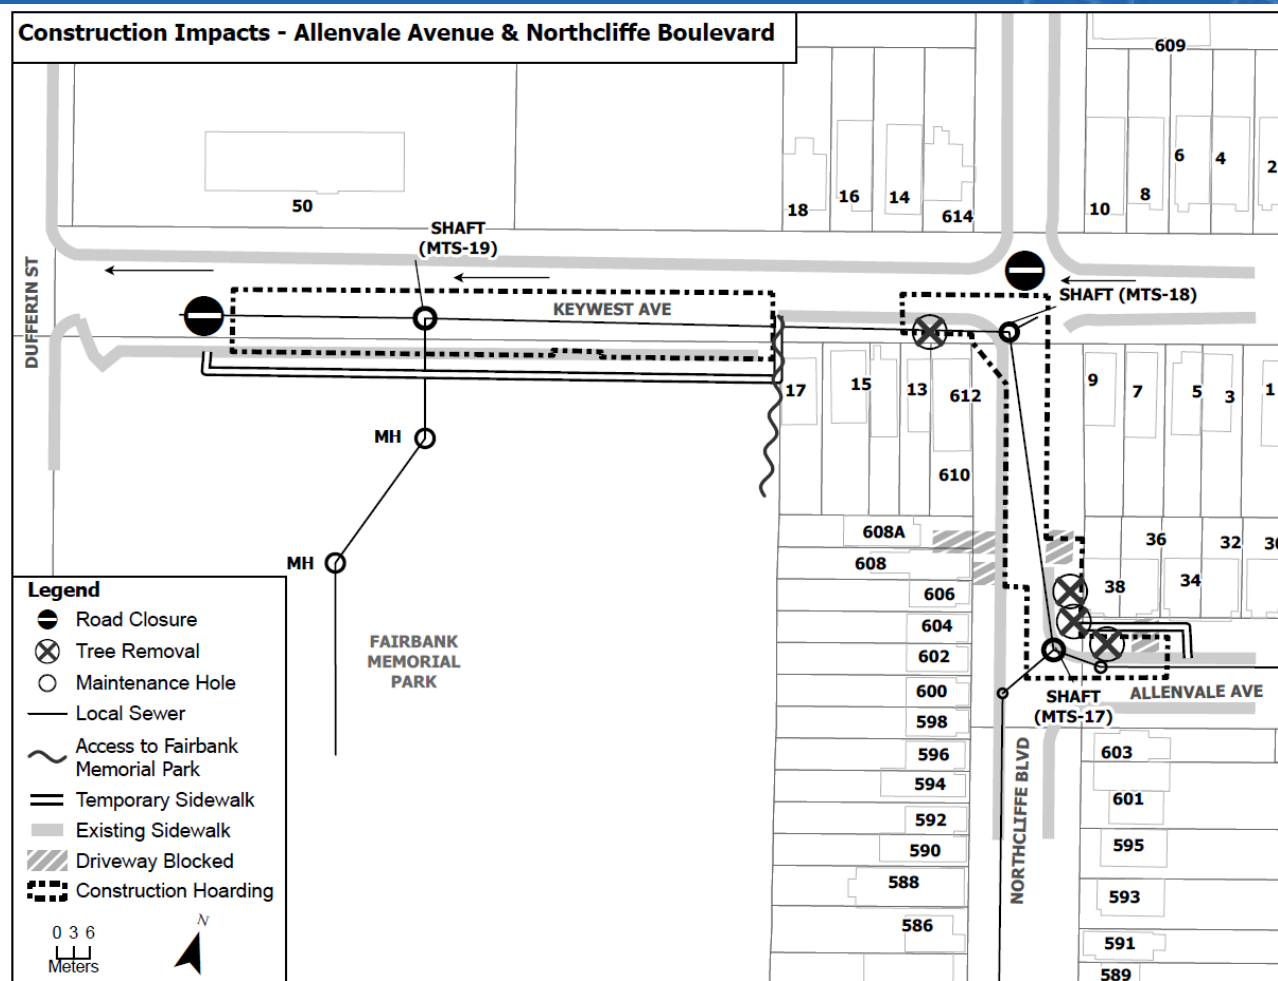 Construction Impacts - Allenvale Avenue & Northcliffe Boulevard
609
50
18
16
14
614
10
8
6
4
2
SHAFT
(MTS-19)
DUFFERIN ST
KEYWEST AVE
SHAFT (MTS-18)
17
15
13
612
9
7
5
3
1
MH
610
608A
608
606
604
602
600
598
596
594
592
590
588
586
36
32
30
38
34
MH
FAIRBANK
MEMORIAL
PARK
SHAFT
(MTS-17)
ALLENVALE AVE
NORTHCLIFFE BLVD
603
601
595
593
591
589
Legend
Road Closure
Tree Removal
Maintenance Hole
Local Sewer
Access to Fairbank
Memorial Park
Temporary Sidewalk
Existing Sidewalk
Driveway Blocked
Construction Hoarding
0 3 6
Meters
N